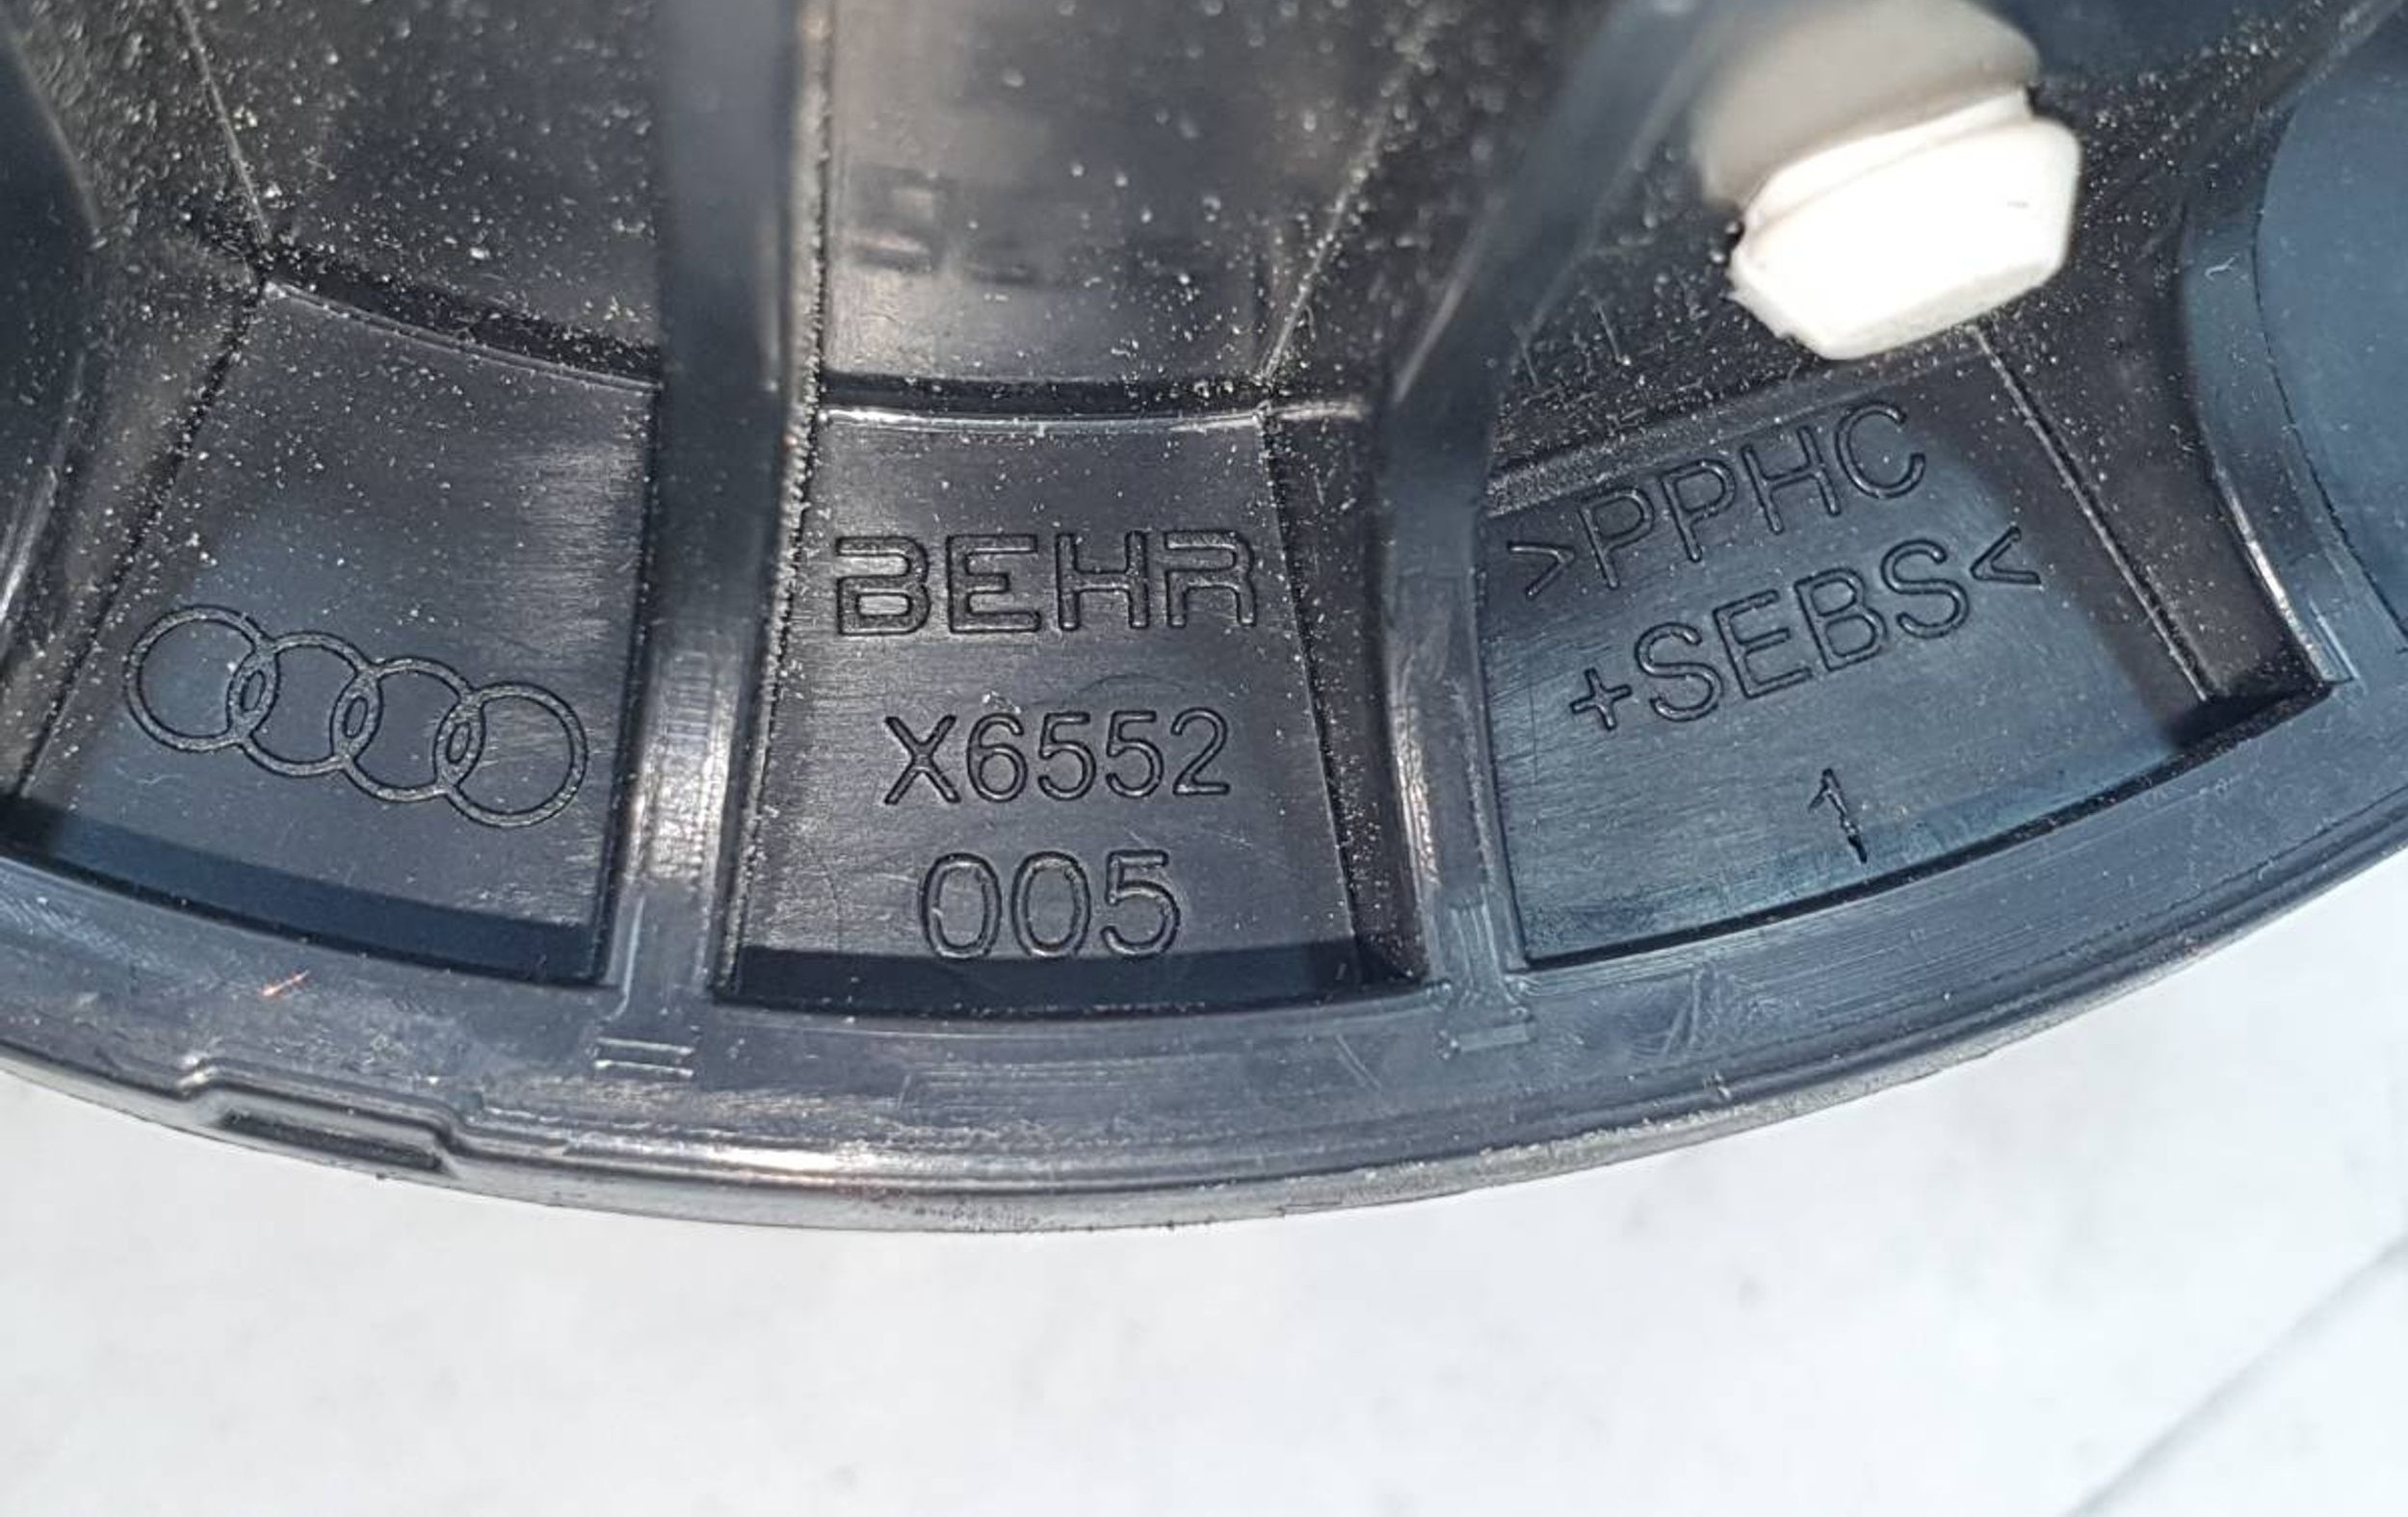 BEHR
X6552
005
>PPHC
+SEBS<
1